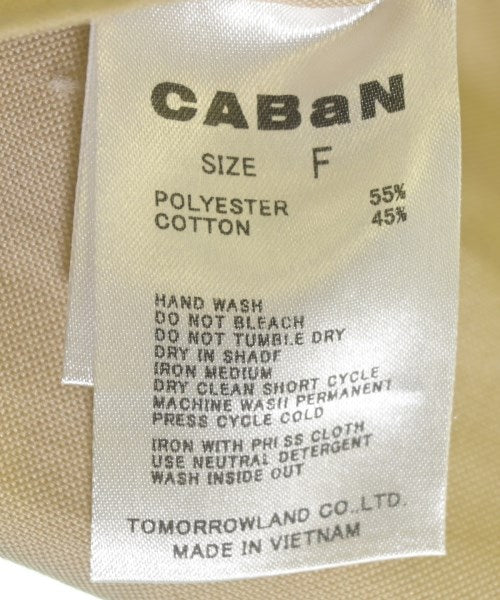 CABaN
SIZE F
POLYESTER 55%
COTTON 45%
HAND WASH
DO NOT BLEACH
DO NOT TUMBLE DRY
DRY IN SHADE
IRON MEDIUM
DRY CLEAN SHORT CYCLE
MACHINE WASH PERMANENT
PRESS CYCLE COLD
IRON WITH PRESS CLOTH
USE NEUTRAL DETERGENT
WASH INSIDE OUT
TOMORROWLAND CO.,LTD.
MADE IN VIETNAM